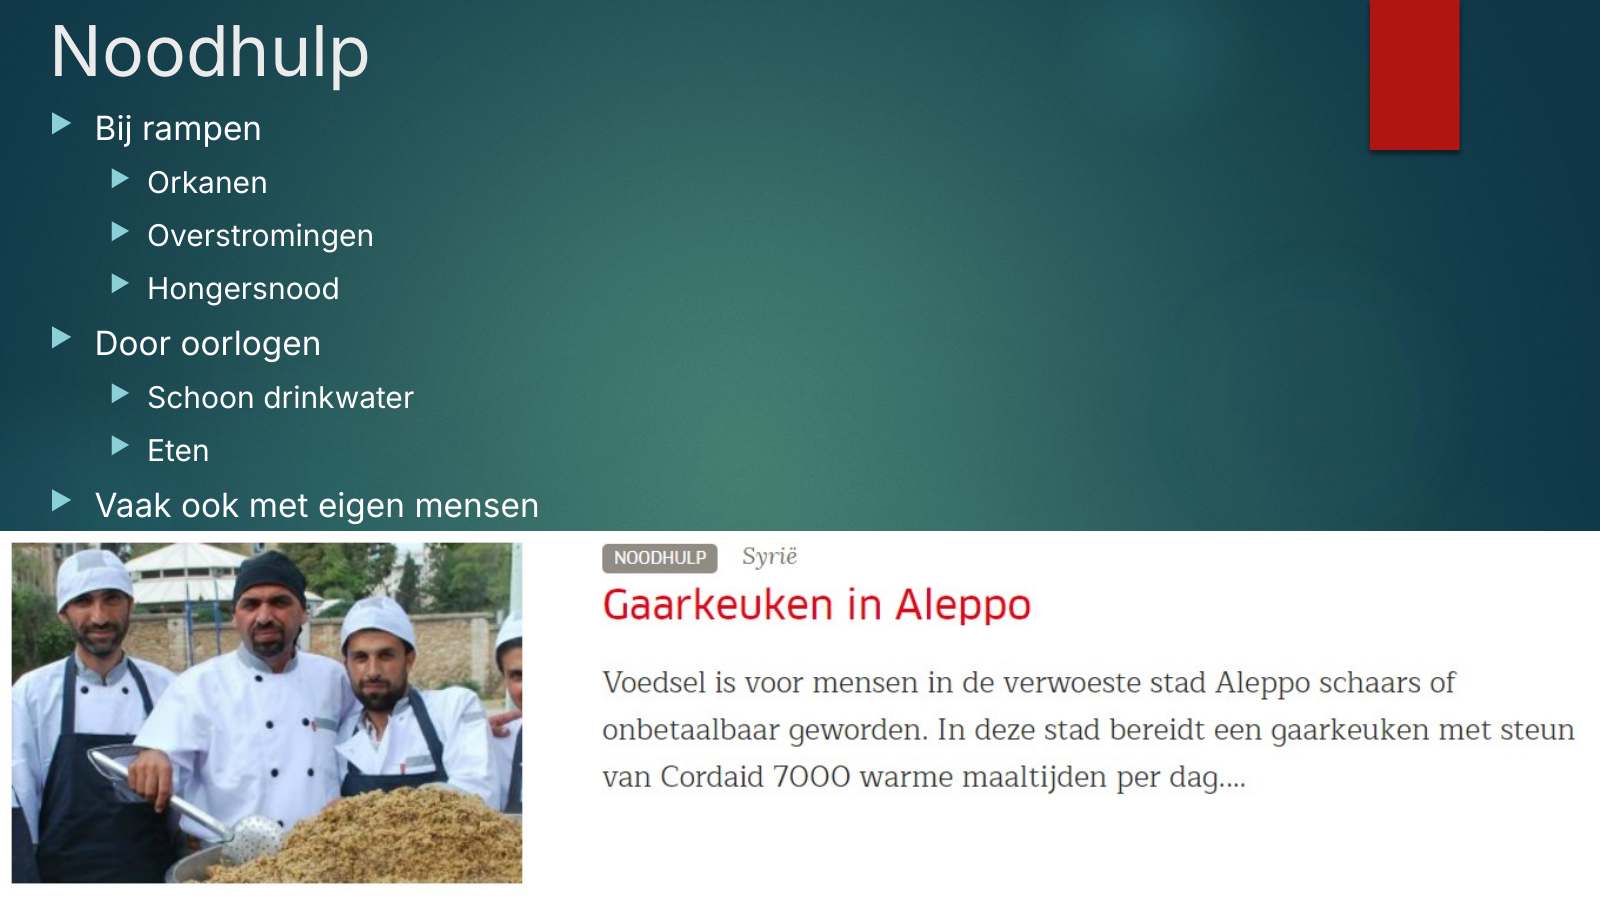 Noodhulp
Bij rampen
Orkanen
Overstromingen
Hongersnood
Door oorlogen
Schoon drinkwater
Eten
Vaak ook met eigen mensen
NOODHULP Syrië
Gaarkeuken in Aleppo
Voedsel is voor mensen in de verwoeste stad Aleppo schaars of
onbetaalbaar geworden. In deze stad bereidt een gaarkeuken met steun
van Cordaid 7000 warme maaltijden per dag....